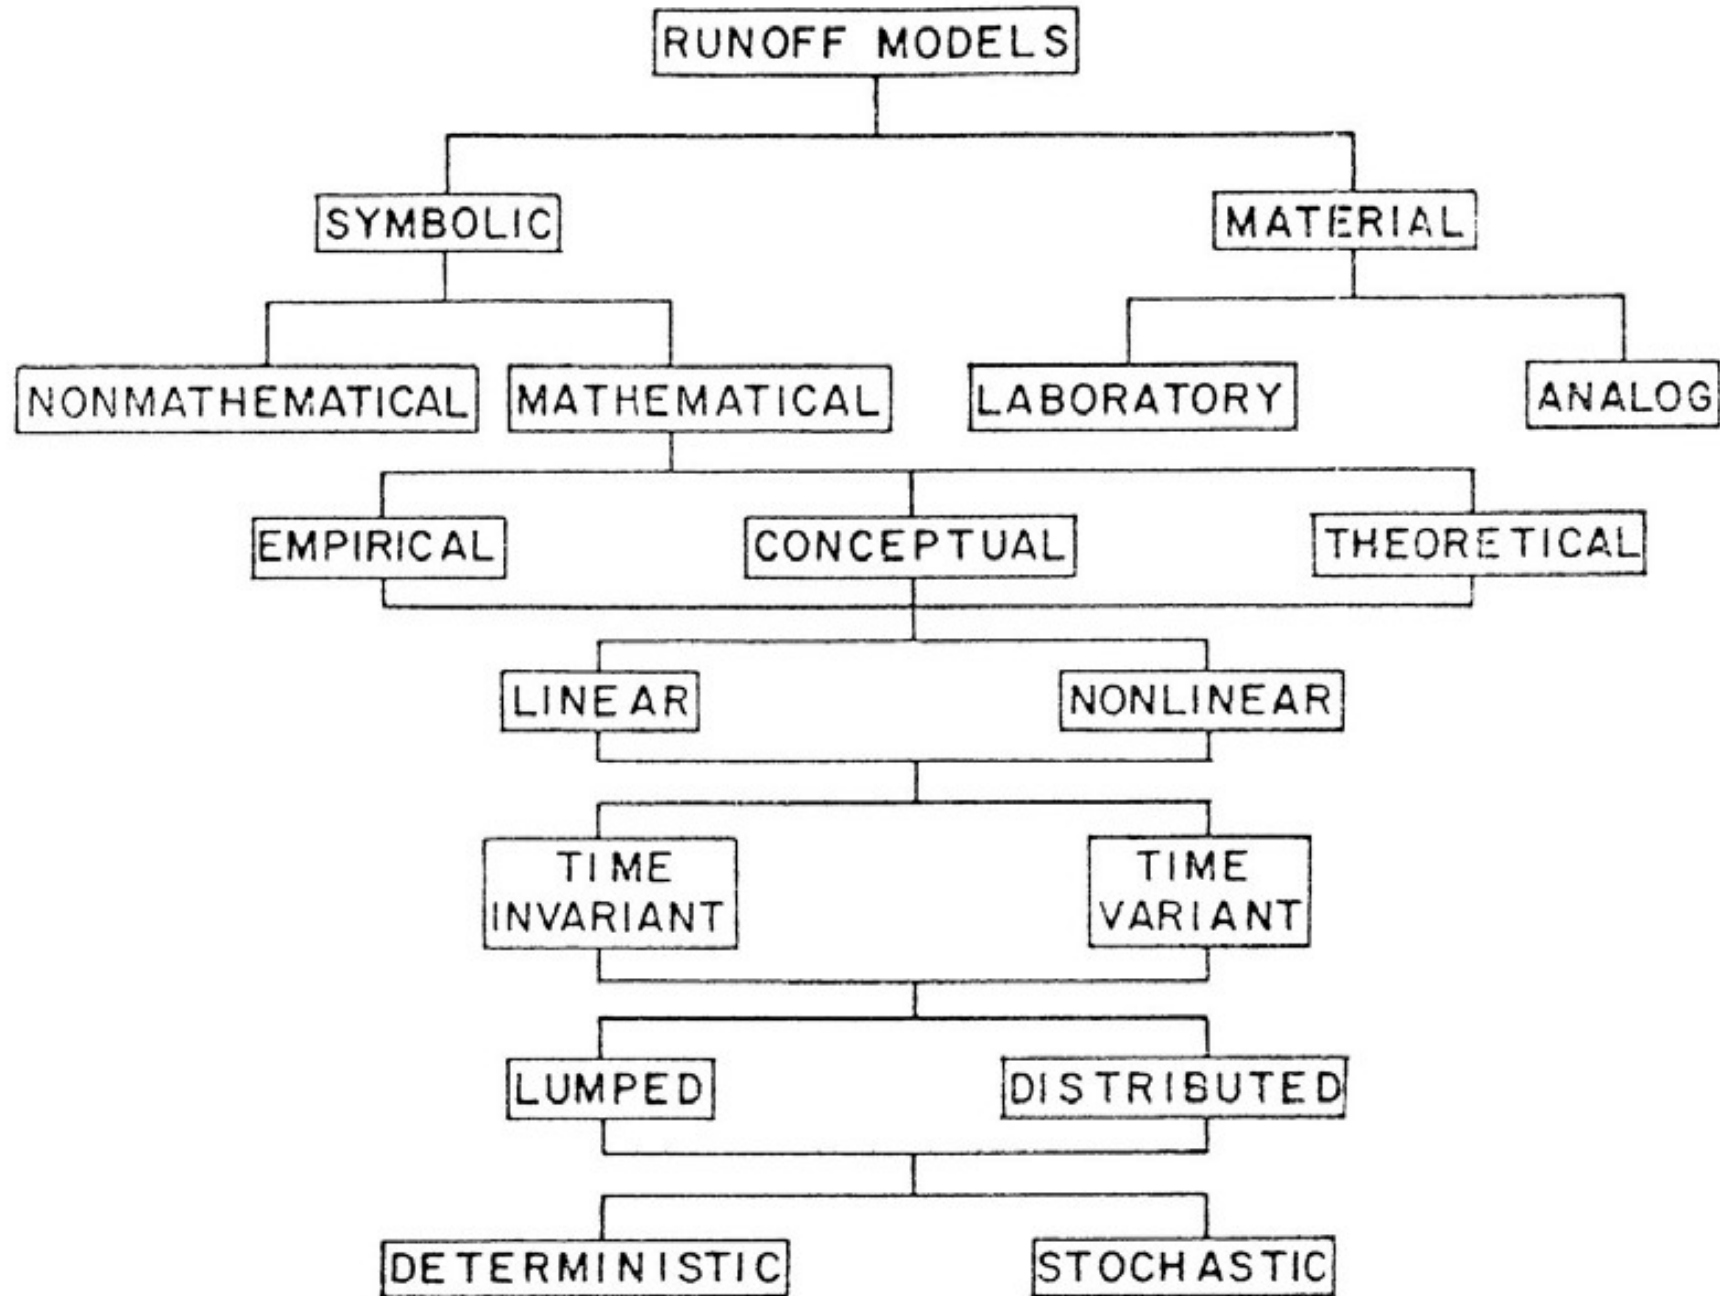 RUNOFF MODELS
SYMBOLIC
MATERIAL
NONMATHEMATICAL
MATHEMATICAL
LABORATORY
ANALOG
EMPIRICAL
CONCEPTUAL
THEORETICAL
LINEAR
NONLINEAR
TIME
INVARIANT
TIME
VARIANT
LUMPED
DISTRIBUTED
DETERMINISTIC
STOCHASTIC